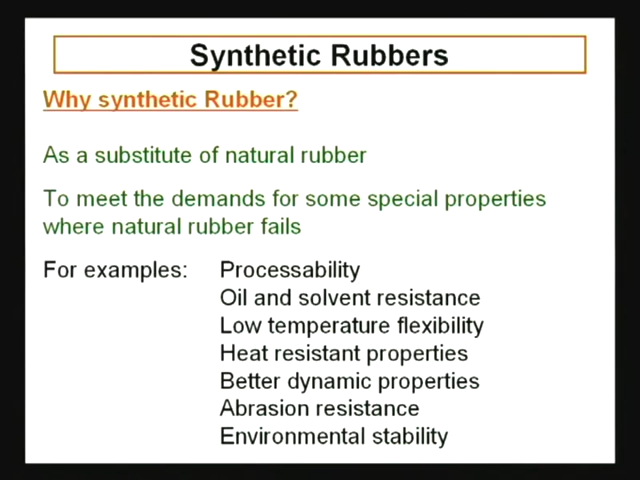 Synthetic Rubbers
Why synthetic Rubber?
As a substitute of natural rubber
To meet the demands for some special properties
where natural rubber fails
For examples: Processability
Oil and solvent resistance
Low temperature flexibility
Heat resistant properties
Better dynamic properties
Abrasion resistance
Environmental stability